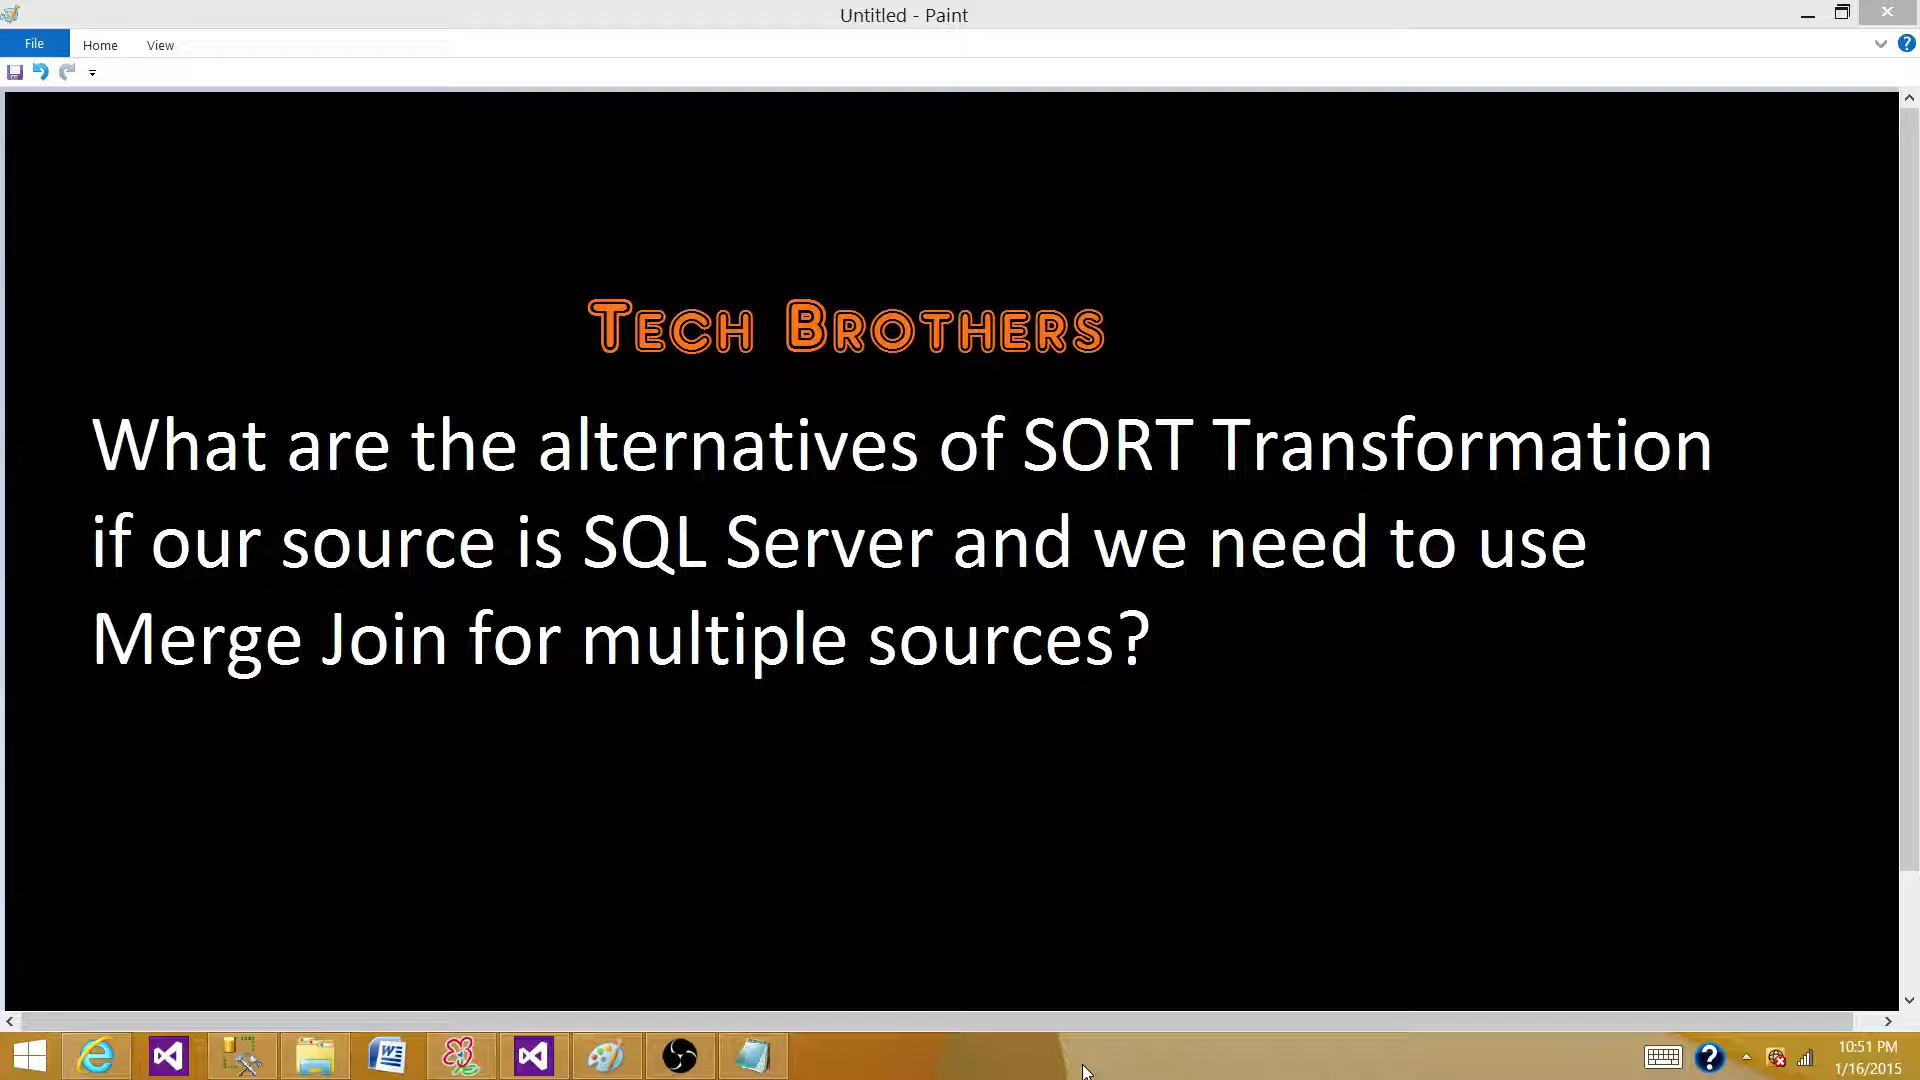 Untitled - Paint
File
Home
View
Tech Brothers
What are the alternatives of SORT Transformation
if our source is SQL Server and we need to use
Merge Join for multiple sources?
10:51 PM
1/16/2015